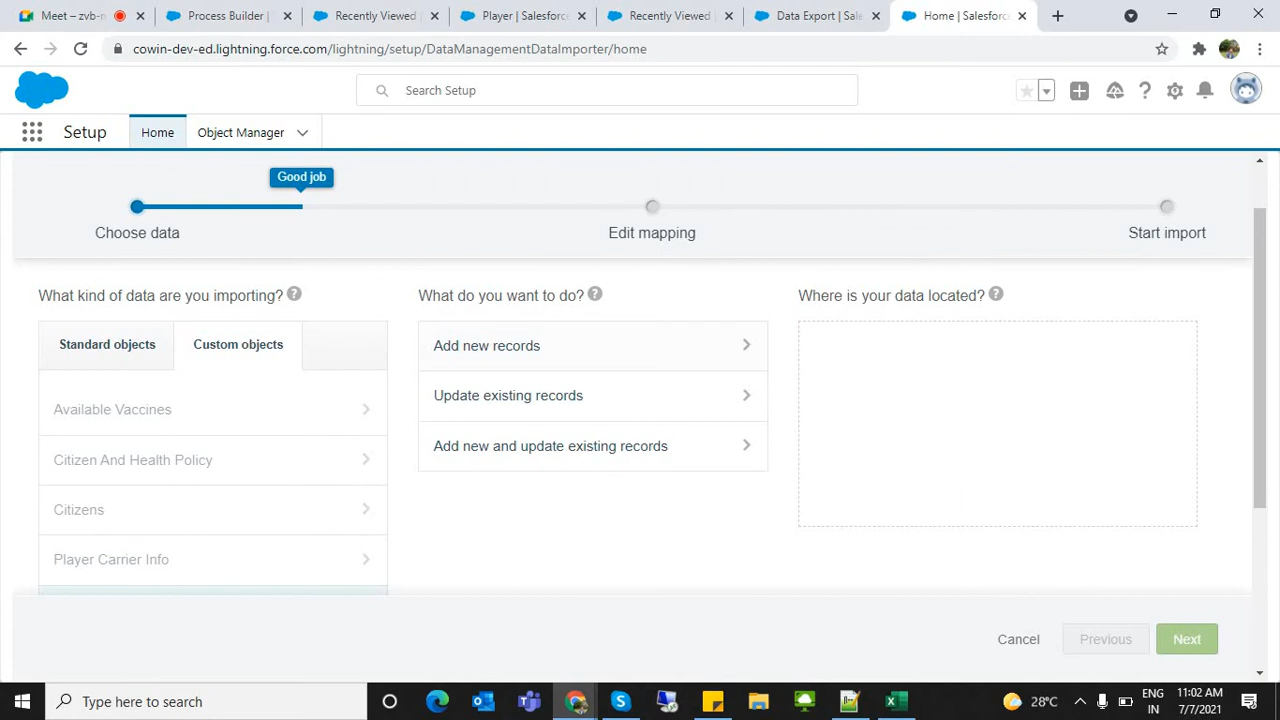 Meet – zvb-n
Process Builder |
Recently Viewed |
Player | Salesforce
Recently Viewed |
Data Export | Sale
Home | Salesforc
cowin-dev-ed.lightning.force.com/lightning/setup/DataManagementDataImporter/home
Search Setup
Setup
Home
Object Manager
Good job
Choose data
Edit mapping
Start import
What kind of data are you importing? ?
What do you want to do? ?
Where is your data located? ?
Standard objects
Custom objects
Add new records
Update existing records
Add new and update existing records
Available Vaccines
Citizen And Health Policy
Citizens
Player Carrier Info
Cancel
Previous
Next
Type here to search
28°C
ENG
IN
11:02 AM
7/7/2021